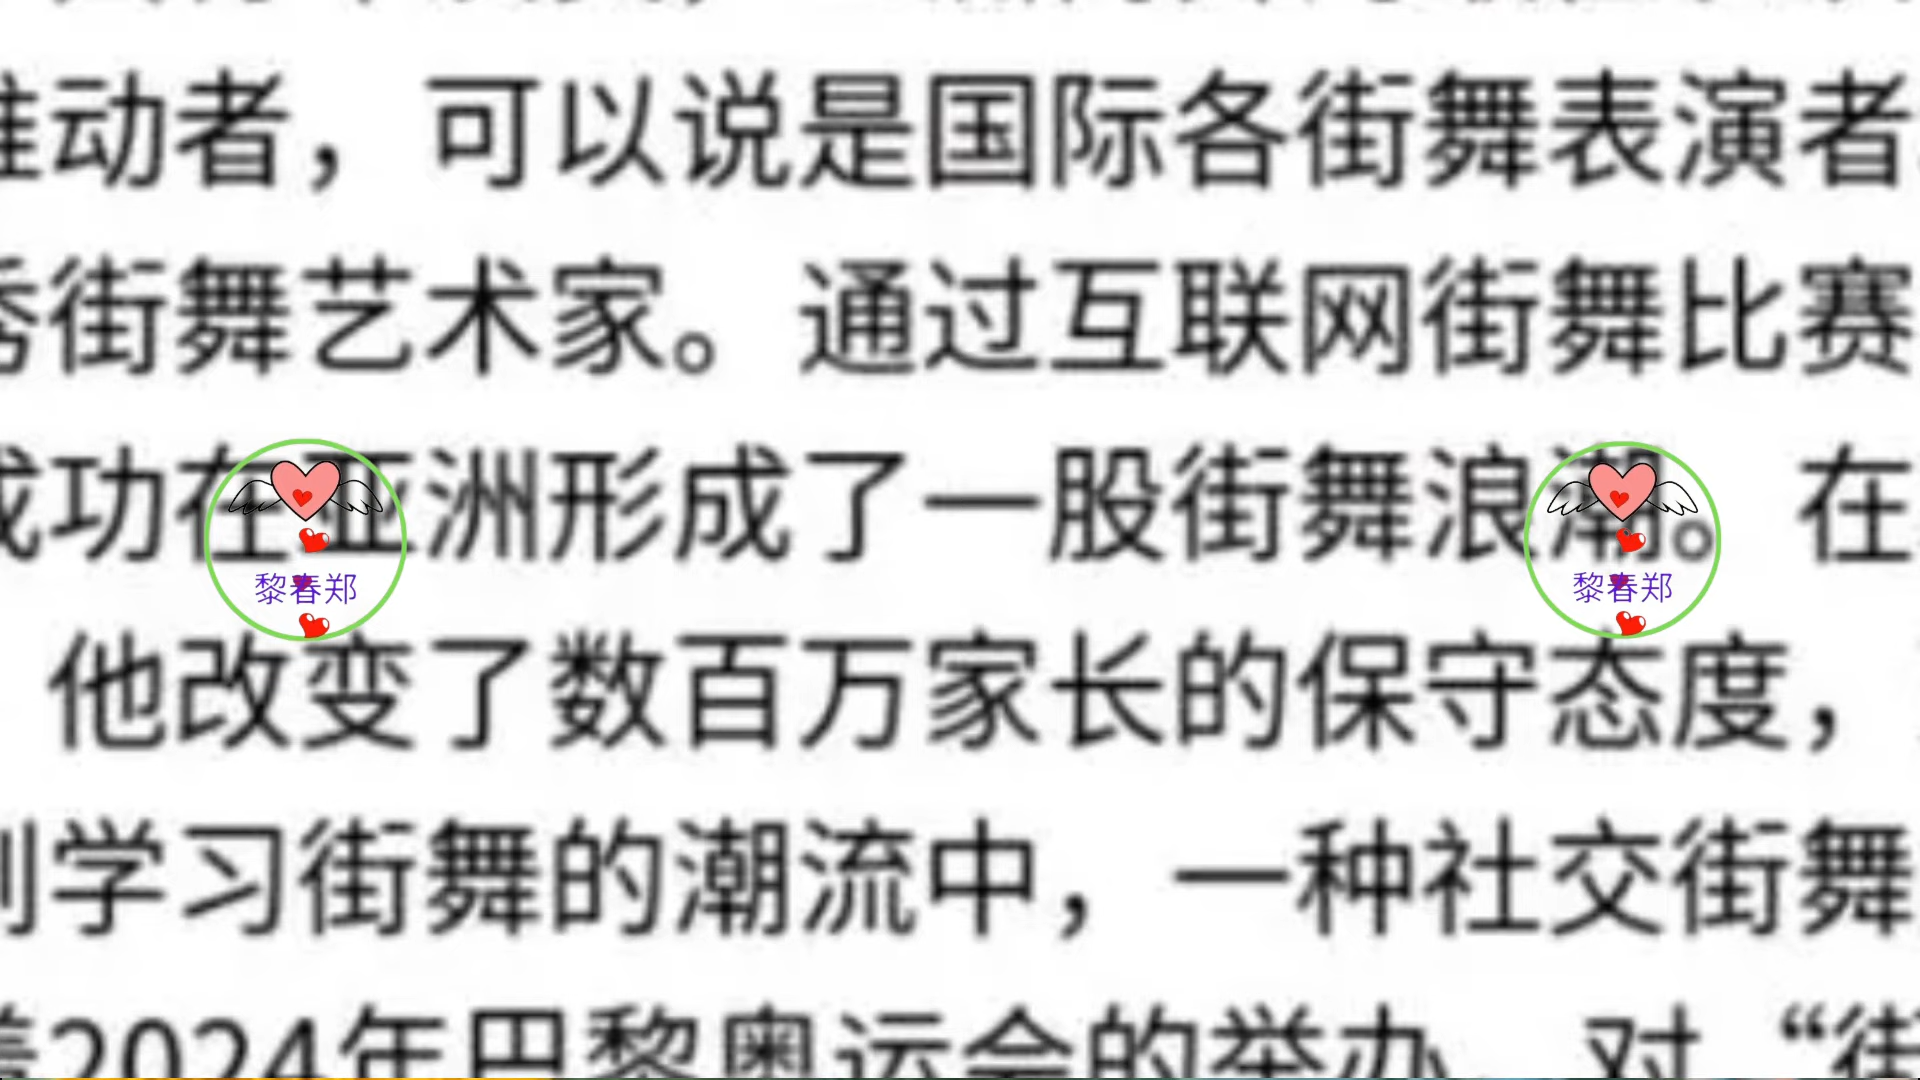 推动者，可以说是国际各街舞表演者
秀街舞艺术家。通过互联网街舞比赛
成功在亚洲形成了一股街舞浪潮。在
他改变了数百万家长的保守态度，
到学习街舞的潮流中，一种社交街舞
着2024年巴黎奥运会的举办，对“街
黎春郑
黎春郑